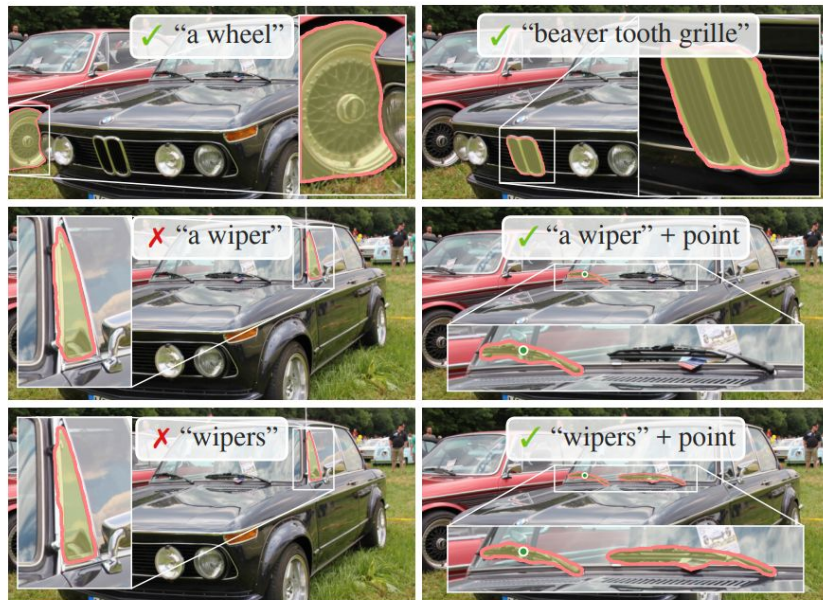 ✓ “a wheel”
✓ “beaver tooth grille”
✗ “a wiper”
✓ “a wiper” + point
✗ “wipers”
✓ “wipers” + point